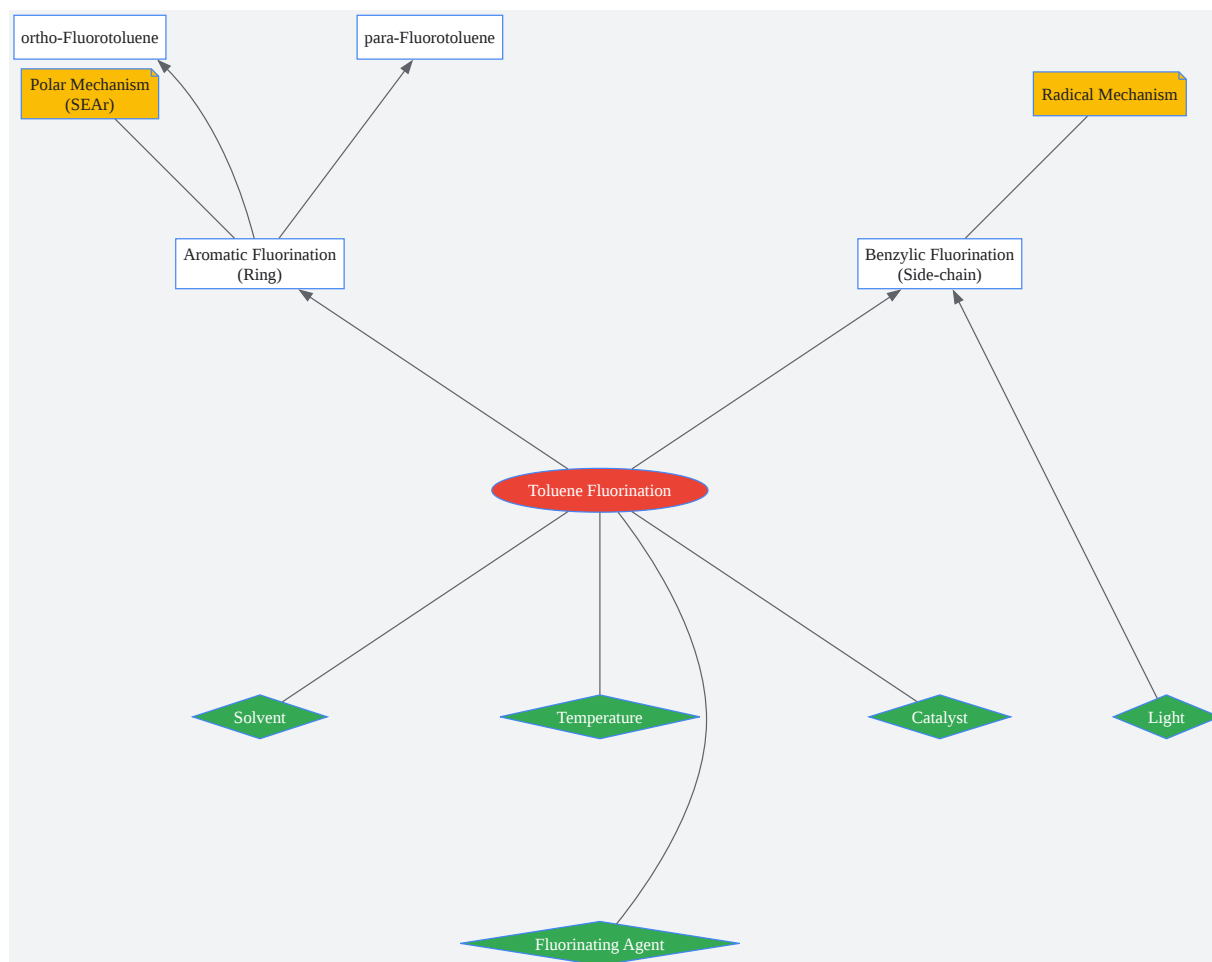 ortho-Fluorotoluene
para-Fluorotoluene
Polar Mechanism
(SEAr)
Radical Mechanism
Aromatic Fluorination
(Ring)
Benzylic Fluorination
(Side-chain)
Toluene Fluorination
Solvent
Temperature
Catalyst
Light
Fluorinating Agent